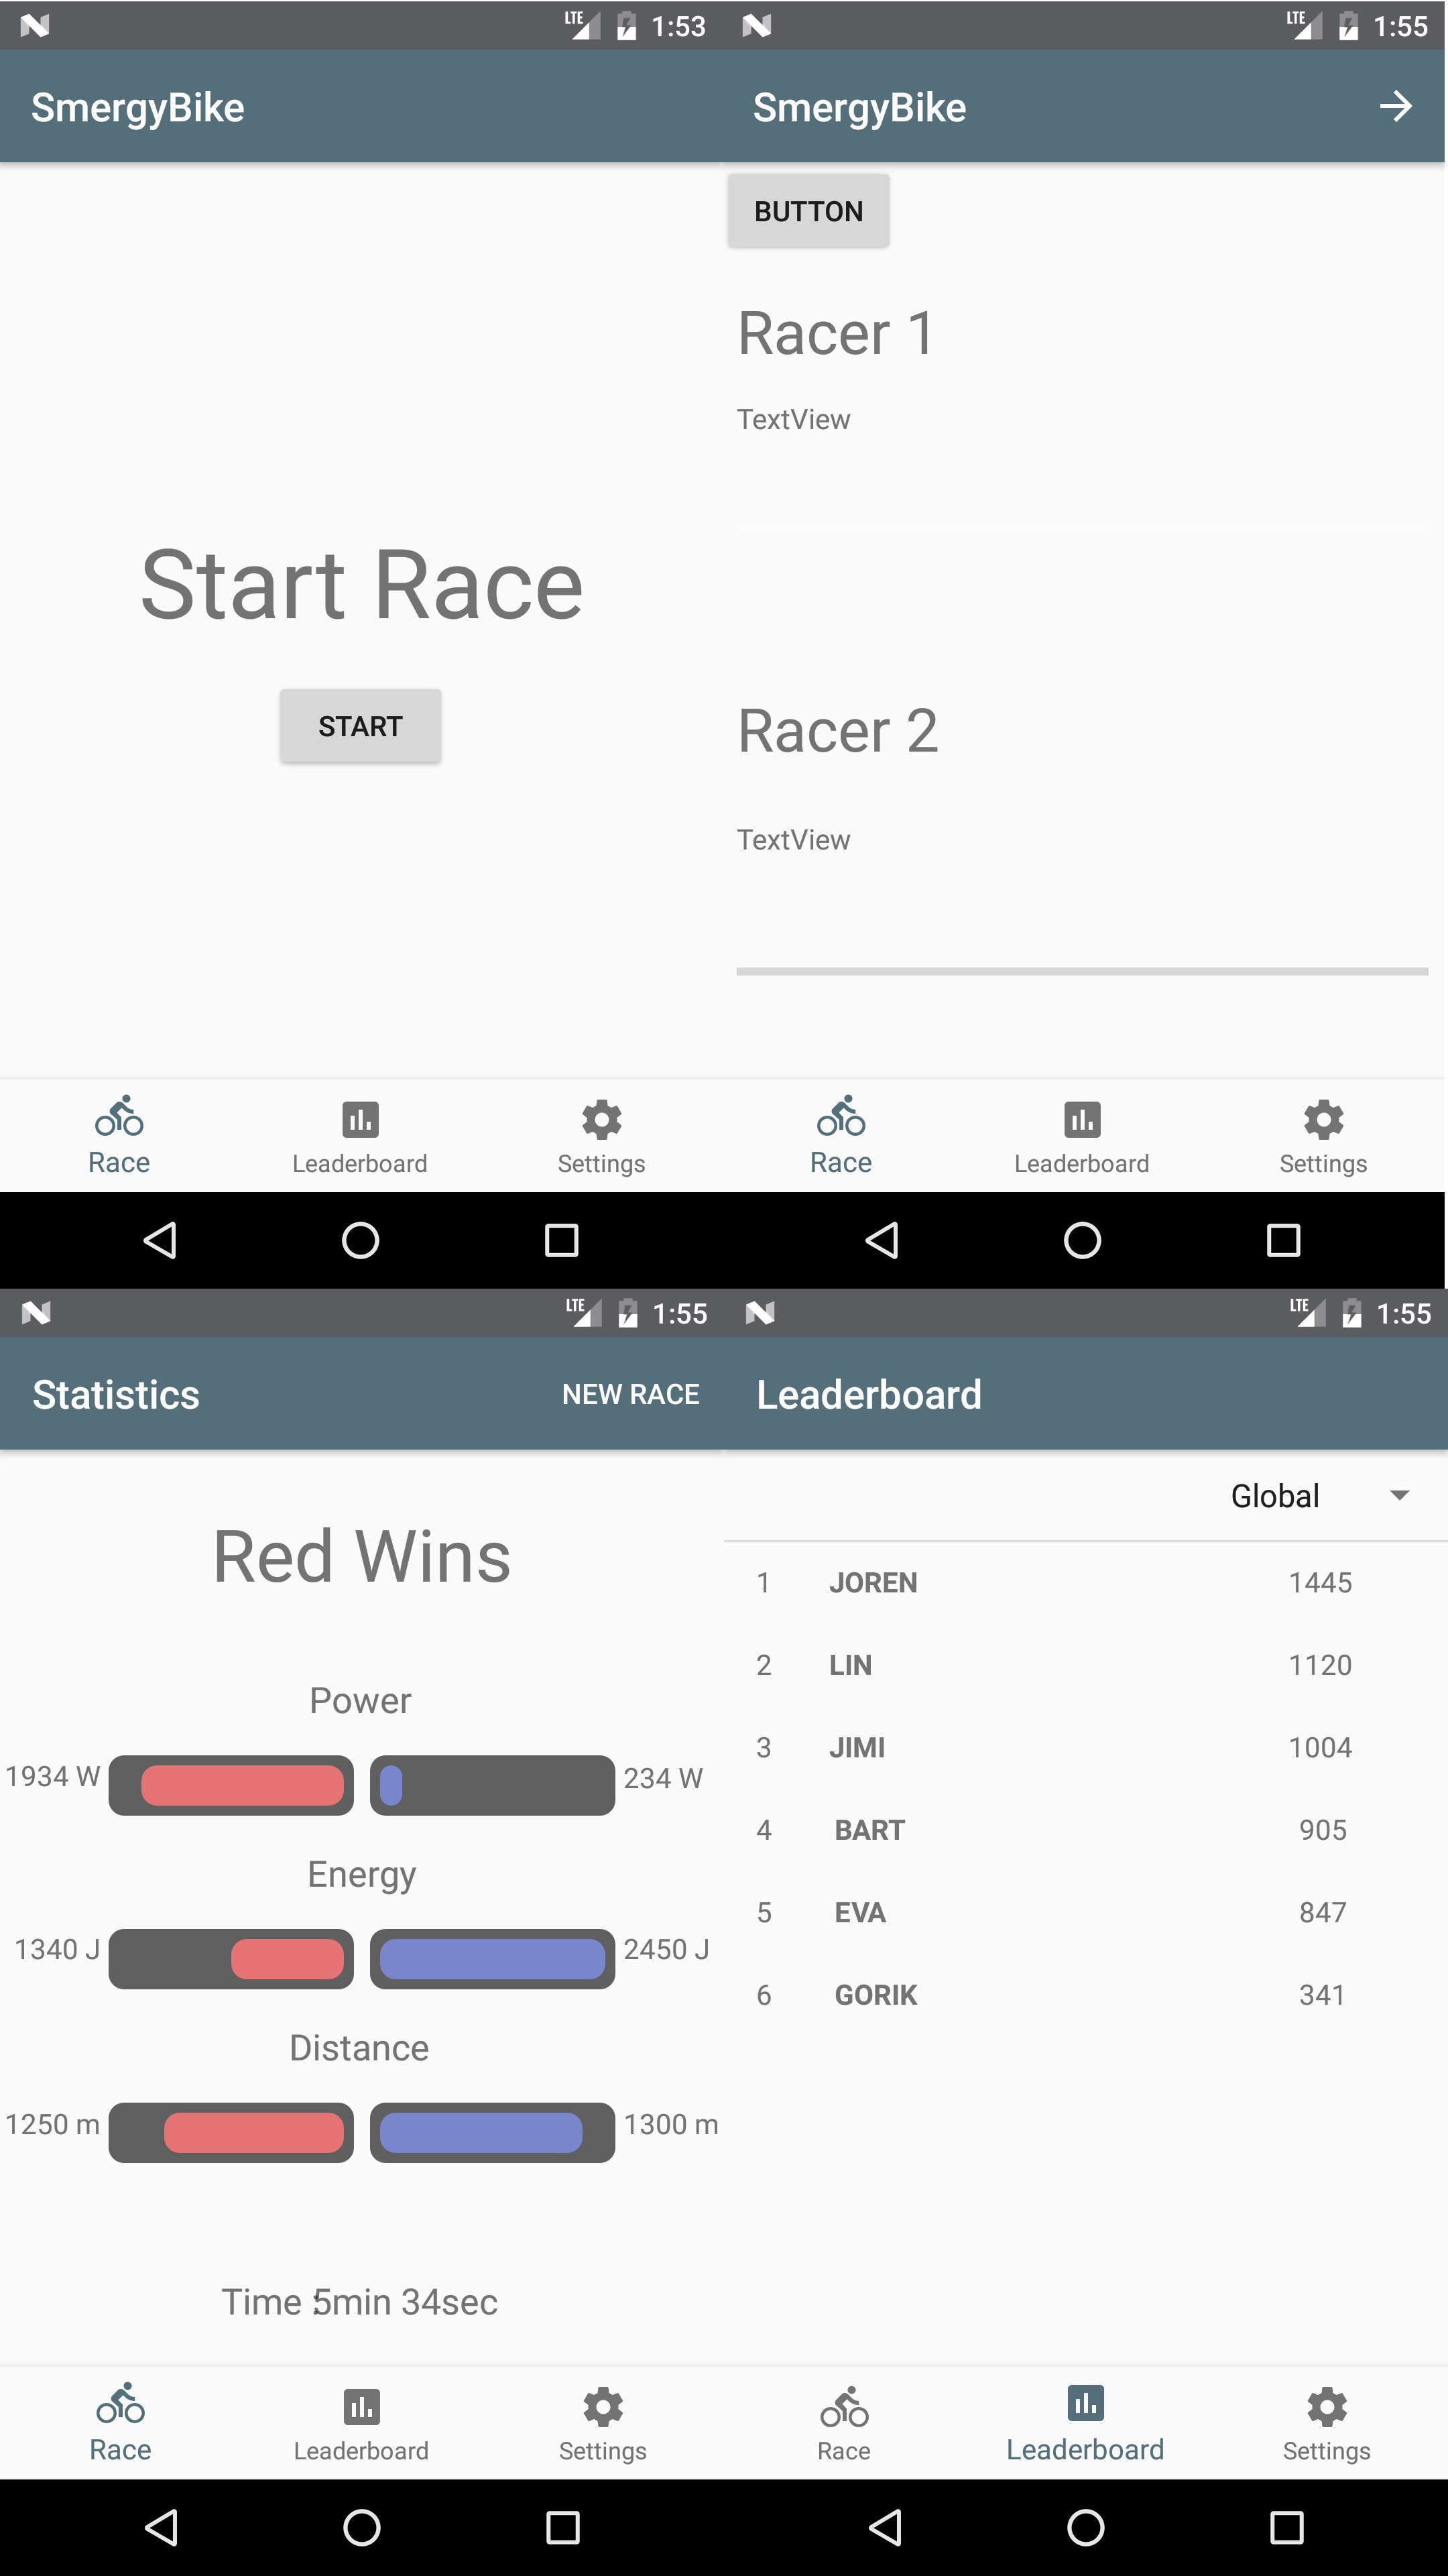 LTE 1:53
SmergyBike
Start Race
START
Race Leaderboard Settings
LTE 1:55
SmergyBike
BUTTON
Racer 1
TextView
Racer 2
TextView
Race Leaderboard Settings
LTE 1:55
Statistics NEW RACE
Red Wins
Power
1934 W 234 W
Energy
1340 J 2450 J
Distance
1250 m 1300 m
Time : 5min 34sec
Race Leaderboard Settings
LTE 1:55
Leaderboard
Global
1 JOREN 1445
2 LIN 1120
3 JIMI 1004
4 BART 905
5 EVA 847
6 GORIK 341
Race Leaderboard Settings